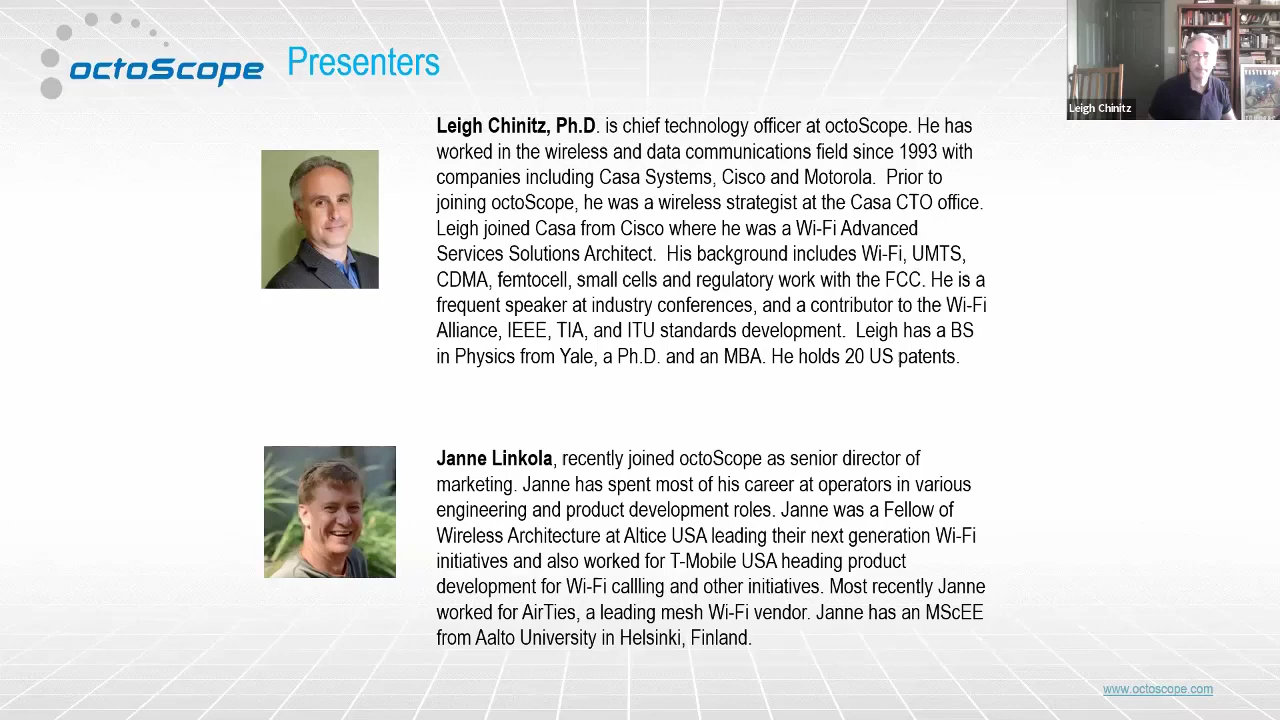 octoScope
Presenters
Leigh Chinitz
Leigh Chinitz, Ph.D. is chief technology officer at octoScope. He has
worked in the wireless and data communications field since 1993 with
companies including Casa Systems, Cisco and Motorola. Prior to
joining octoScope, he was a wireless strategist at the Casa CTO office.
Leigh joined Casa from Cisco where he was a Wi-Fi Advanced
Services Solutions Architect. His background includes Wi-Fi, UMTS,
CDMA, femtocell, small cells and regulatory work with the FCC. He is a
frequent speaker at industry conferences, and a contributor to the Wi-Fi
Alliance, IEEE, TIA, and ITU standards development. Leigh has a BS
in Physics from Yale, a Ph.D. and an MBA. He holds 20 US patents.
Janne Linkola, recently joined octoScope as senior director of
marketing. Janne has spent most of his career at operators in various
engineering and product development roles. Janne was a Fellow of
Wireless Architecture at Altice USA leading their next generation Wi-Fi
initiatives and also worked for T-Mobile USA heading product
development for Wi-Fi callling and other initiatives. Most recently Janne
worked for AirTies, a leading mesh Wi-Fi vendor. Janne has an MScEE
from Aalto University in Helsinki, Finland.
www.octoscope.com